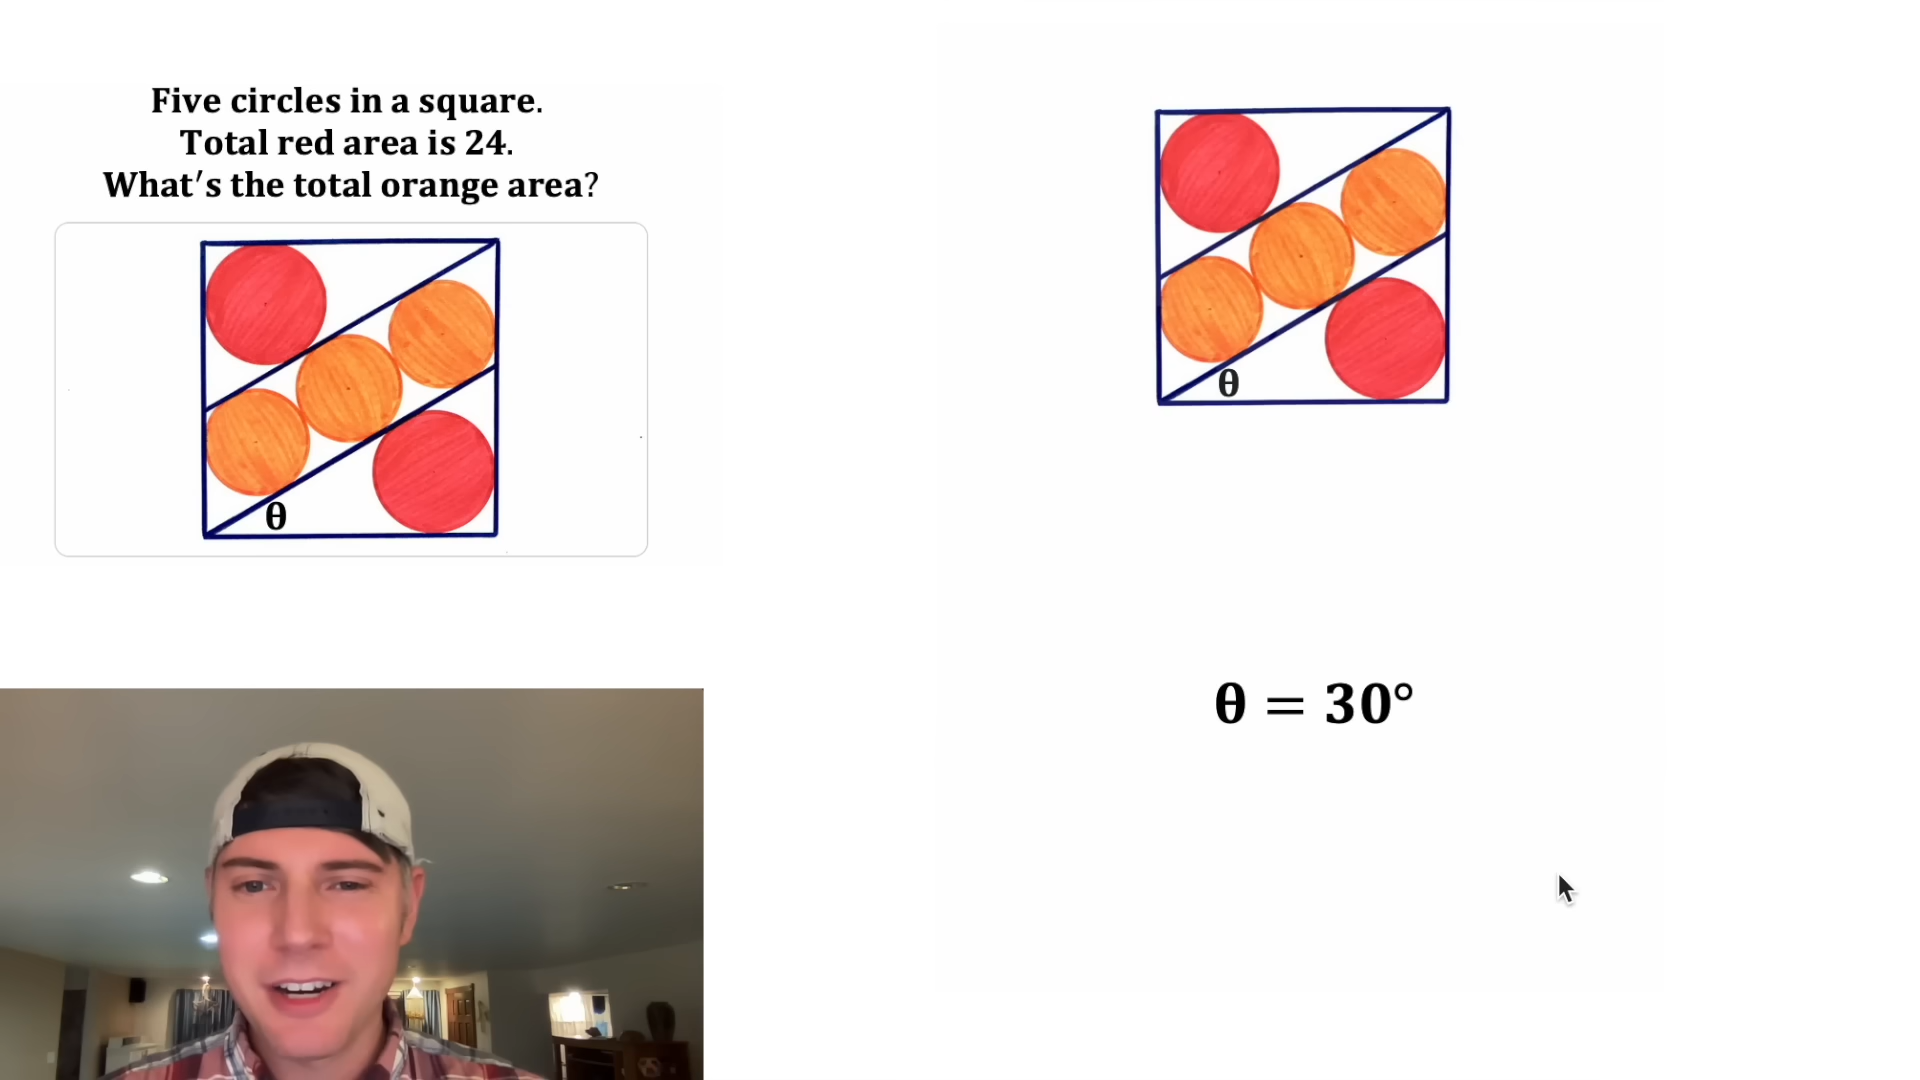 Five circles in a square.
Total red area is 24.
What's the total orange area?
θ
θ
θ = 30°